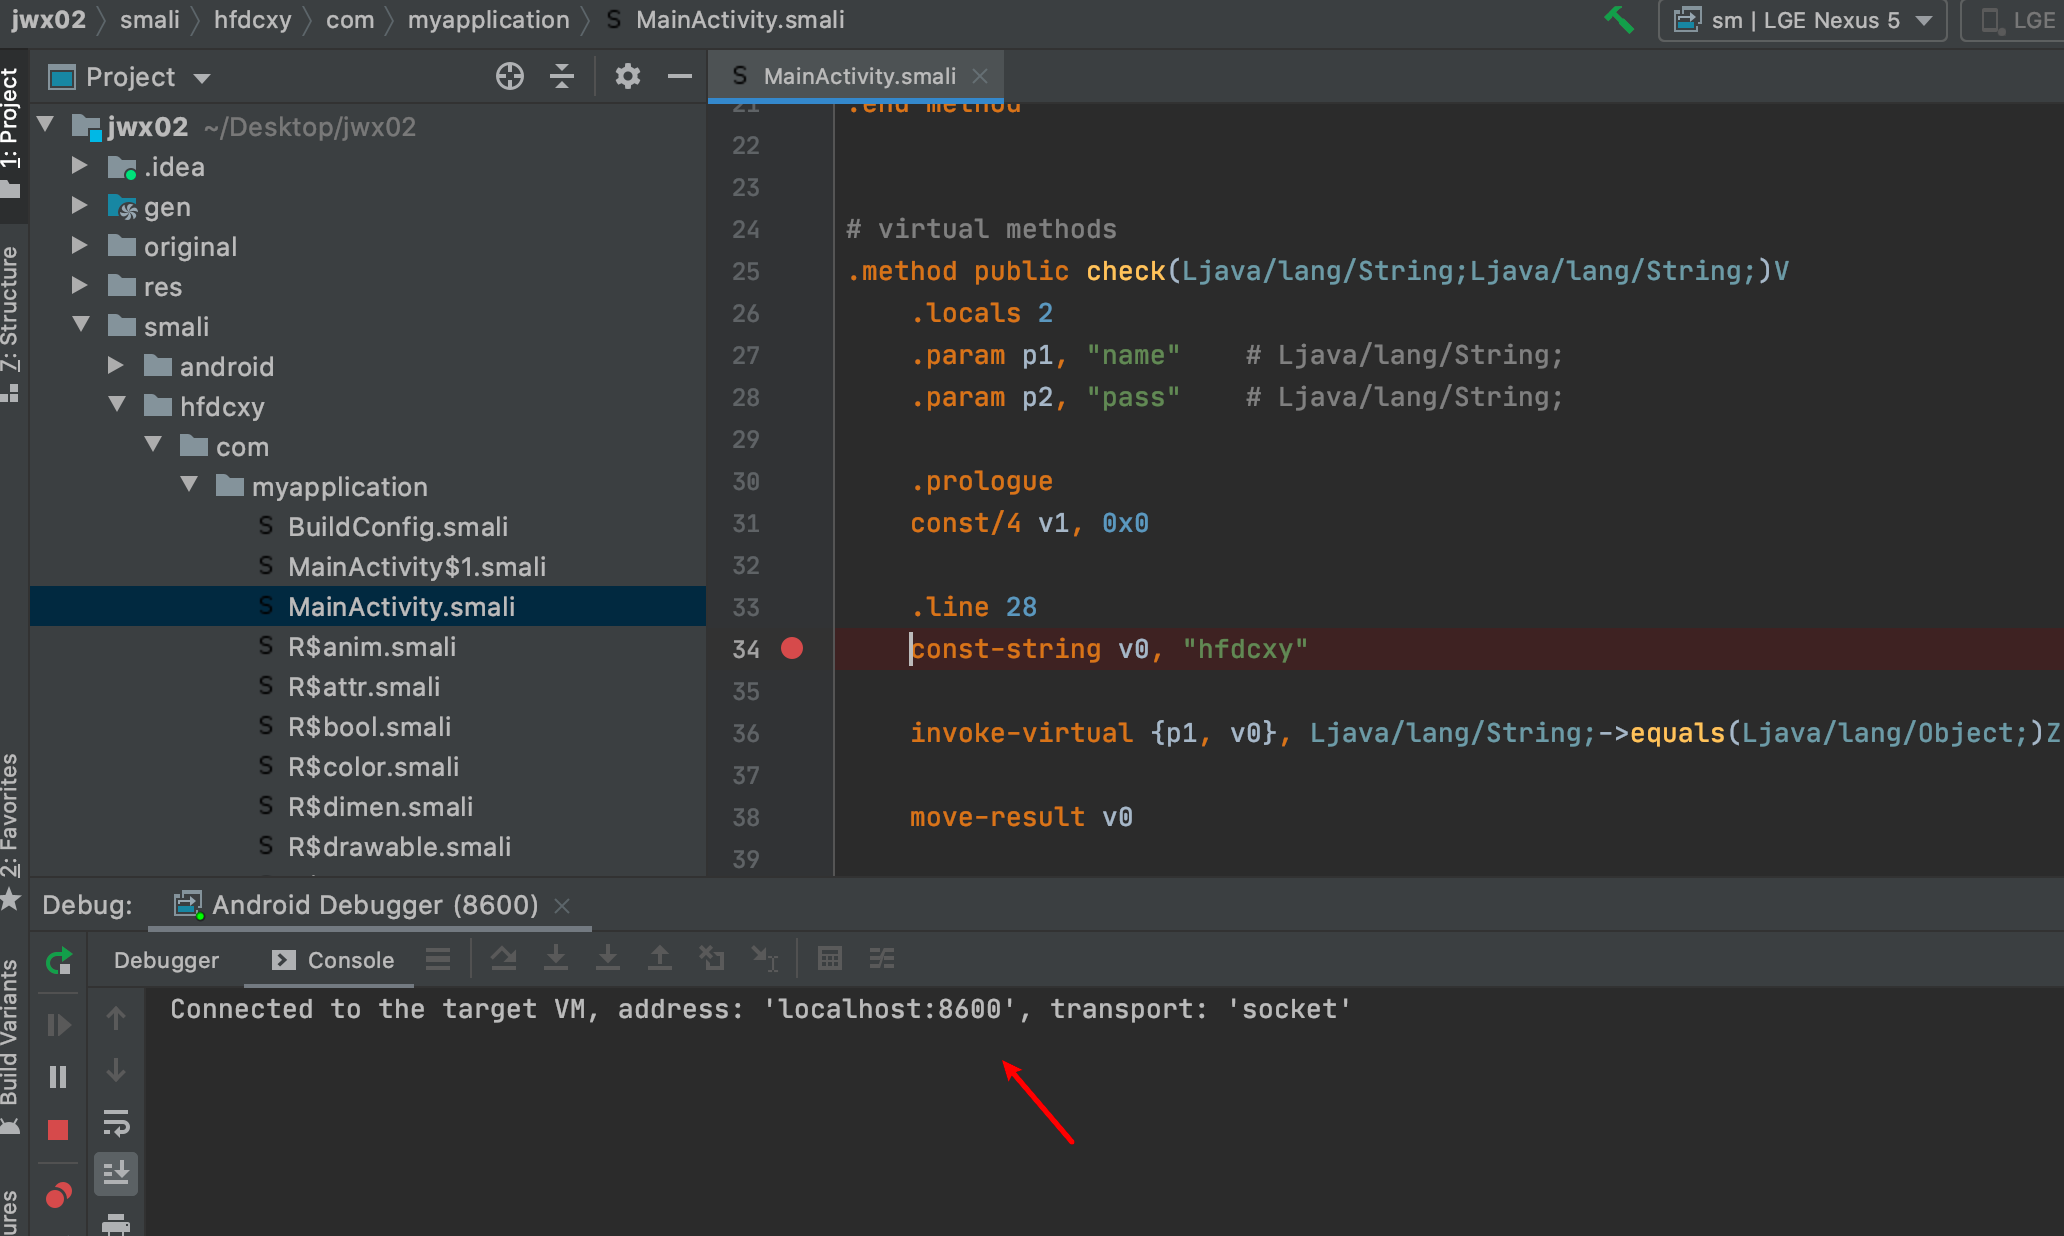 jwx02 smali hfdcxy com myapplication S MainActivity.smali
sm | LGE Nexus 5
LGE
1: Project
7: Structure
2: Favorites
Build Variants
Project
jwx02 ~/Desktop/jwx02
.idea
gen
original
res
smali
android
hfdcxy
com
myapplication
S BuildConfig.smali
S MainActivity$1.smali
S MainActivity.smali
S R$anim.smali
S R$attr.smali
S R$bool.smali
S R$color.smali
S R$dimen.smali
S R$drawable.smali
S MainActivity.smali
21 .end method
22
23
24 # virtual methods
25 .method public check(Ljava/lang/String;Ljava/lang/String;)V
26 .locals 2
27 .param p1, "name" # Ljava/lang/String;
28 .param p2, "pass" # Ljava/lang/String;
29
30 .prologue
31 const/4 v1, 0x0
32
33 .line 28
34 const-string v0, "hfdcxy"
35
36 invoke-virtual {p1, v0}, Ljava/lang/String;->equals(Ljava/lang/Object;)Z
37
38 move-result v0
39
Debug: Android Debugger (8600)
Debugger Console
Connected to the target VM, address: 'localhost:8600', transport: 'socket'